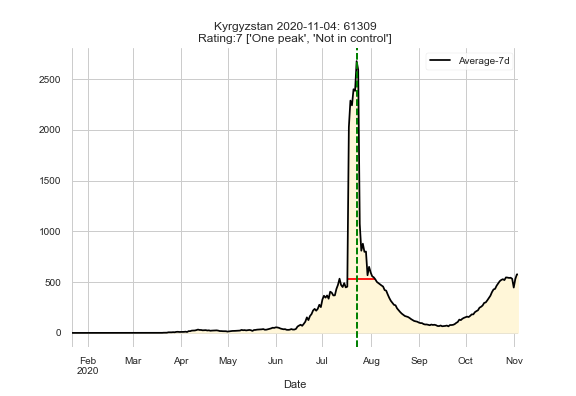 Kyrgyzstan 2020-11-04: 61309
Rating:7 ['One peak', 'Not in control']
Average-7d
2500
2000
1500
1000
500
0
Feb Mar Apr May Jun Jul Aug Sep Oct Nov
2020
Date